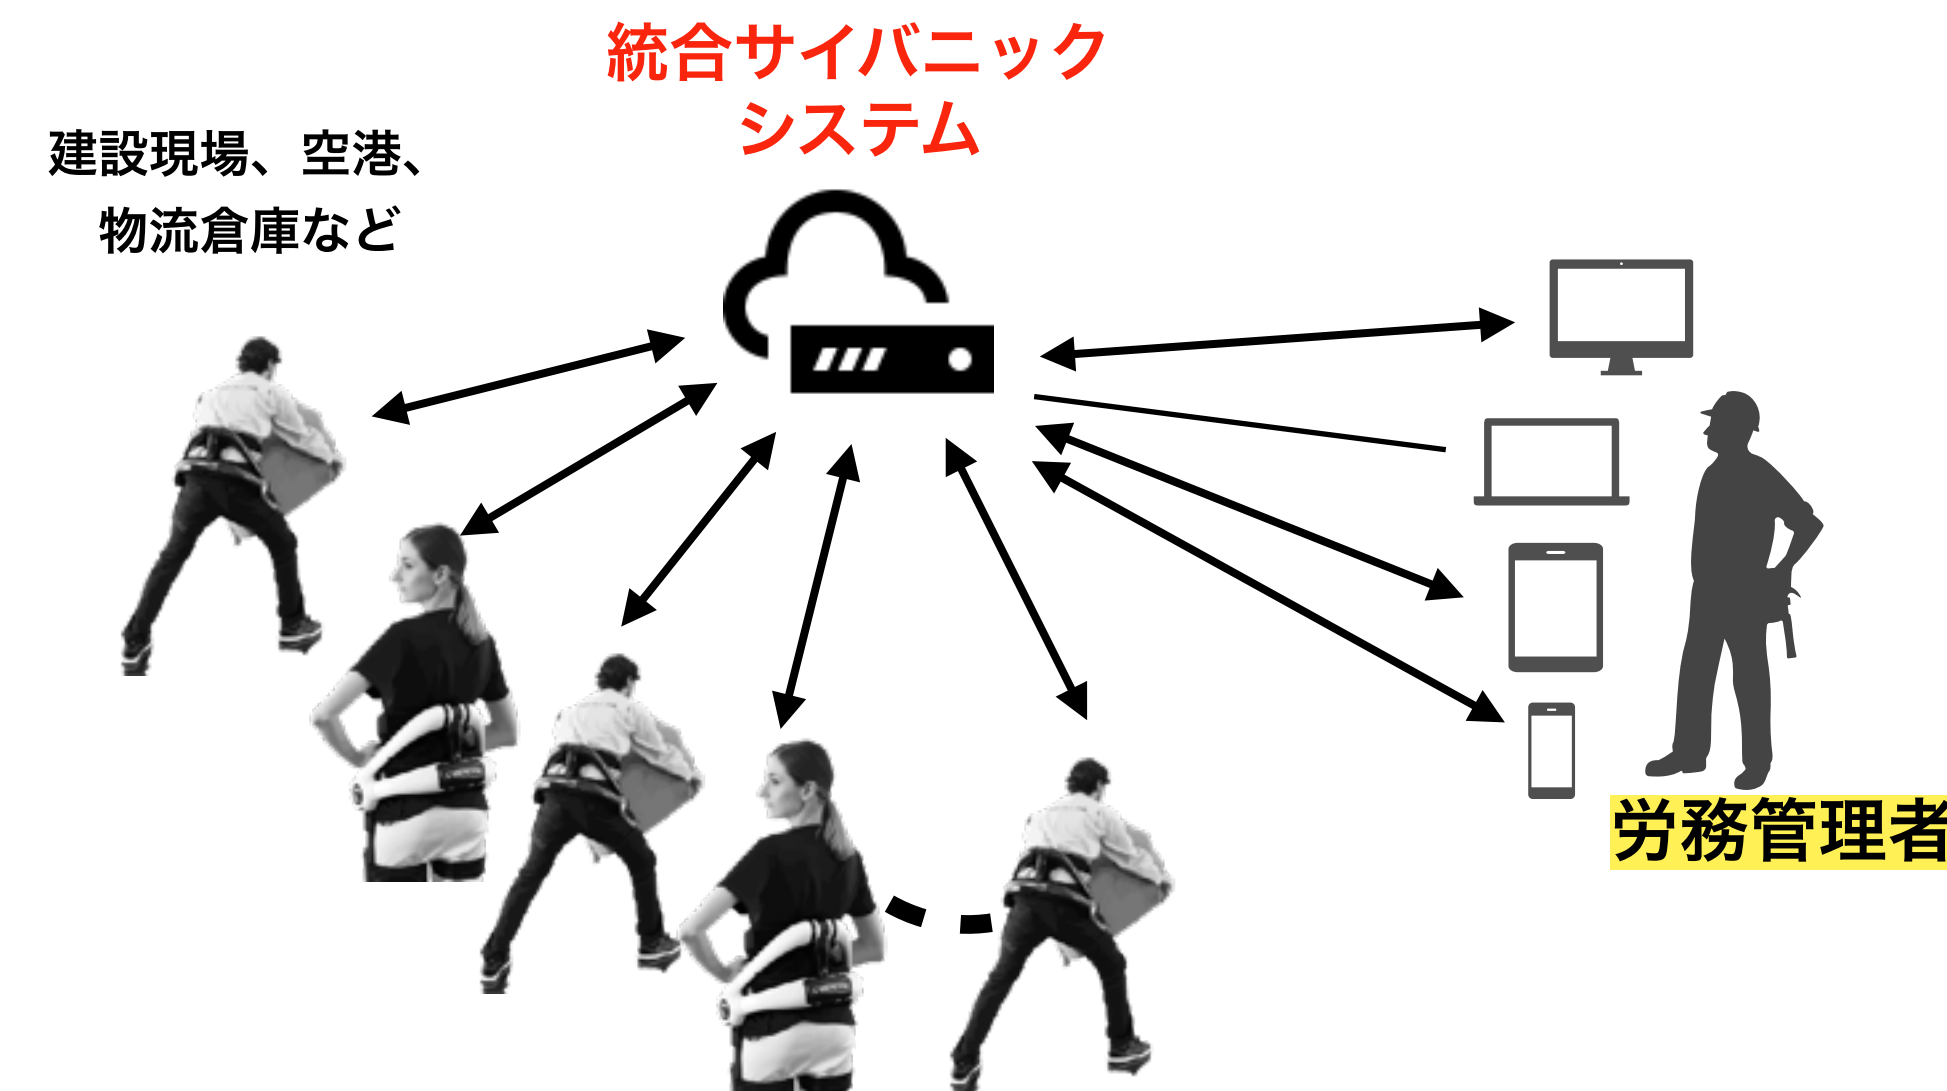 統合サイバニック
システム
建設現場、空港、
物流倉庫など
労務管理者